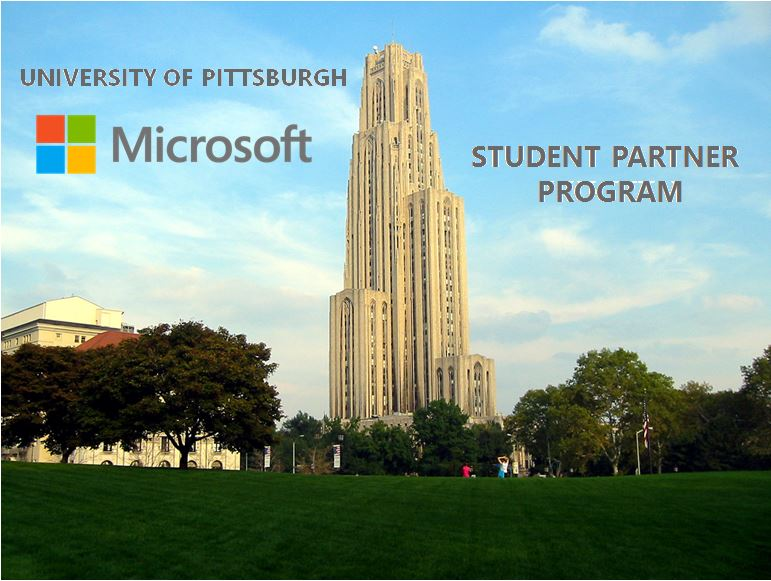 UNIVERSITY OF PITTSBURGH
Microsoft
STUDENT PARTNER
PROGRAM